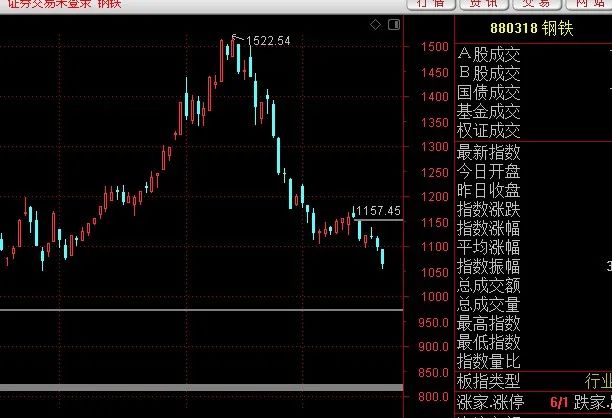 证券交易未登录 钢铁
行情 资讯 交易 网站
880318 钢铁
1522.54
1157.45
1500
1450
1400
1350
1300
1250
1200
1150
1100
1050
1000
950.0
900.0
850.0
800.0
A股成交
B股成交
国债成交
基金成交
权证成交
最新指数
今日开盘
昨日收盘
指数涨跌
指数涨幅
平均涨幅
指数振幅 3
总成交额
总成交量
最高指数
最低指数
指数量比
板指类型 行业
涨家.涨停 6/1 跌家.